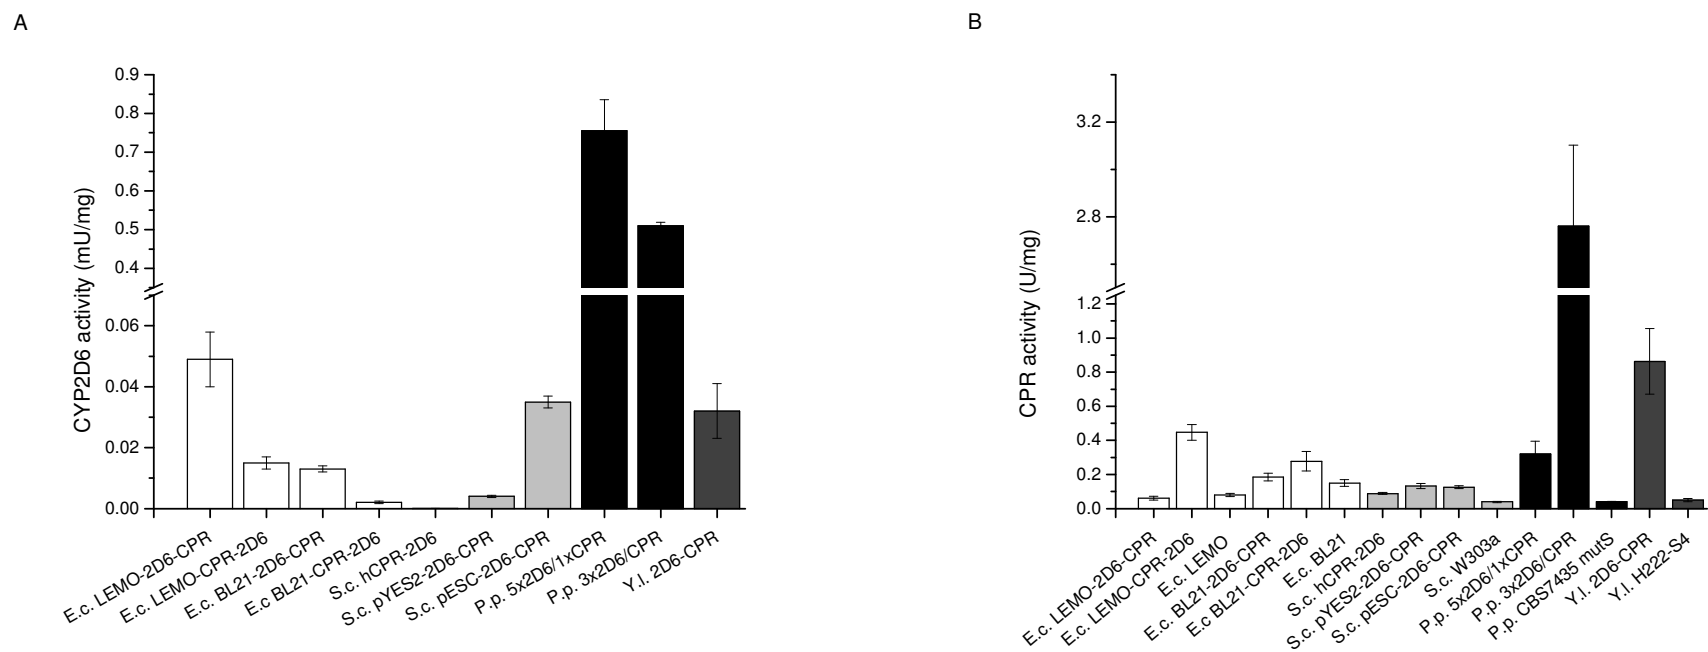 A
CYP2D6 activity (mU/mg)
0.9
0.8
0.7
0.6
0.5
0.4
0.06
0.04
0.02
0.00
E.c. LEMO-2D6-CPR
E.c. LEMO-CPR-2D6
E.c. BL21-2D6-CPR
E.c BL21-CPR-2D6
S.c. hCPR-2D6
S.c. pYES2-2D6-CPR
S.c. pESC-2D6-CPR
P.p. 5x2D6/1xCPR
P.p. 3x2D6/CPR
Y.l. 2D6-CPR
B
CPR activity (U/mg)
3.2
2.8
1.2
1.0
0.8
0.6
0.4
0.2
0.0
E.c. LEMO-2D6-CPR
E.c. LEMO-CPR-2D6
E.c. LEMO
E.c. BL21-2D6-CPR
E.c BL21-CPR-2D6
E.c. BL21
S.c. hCPR-2D6
S.c. pYES2-2D6-CPR
S.c. pESC-2D6-CPR
S.c. W303a
P.p. 5x2D6/1xCPR
P.p. 3x2D6/CPR
P.p. CBS7435 mutS
Y.l. 2D6-CPR
Y.l. H222-S4